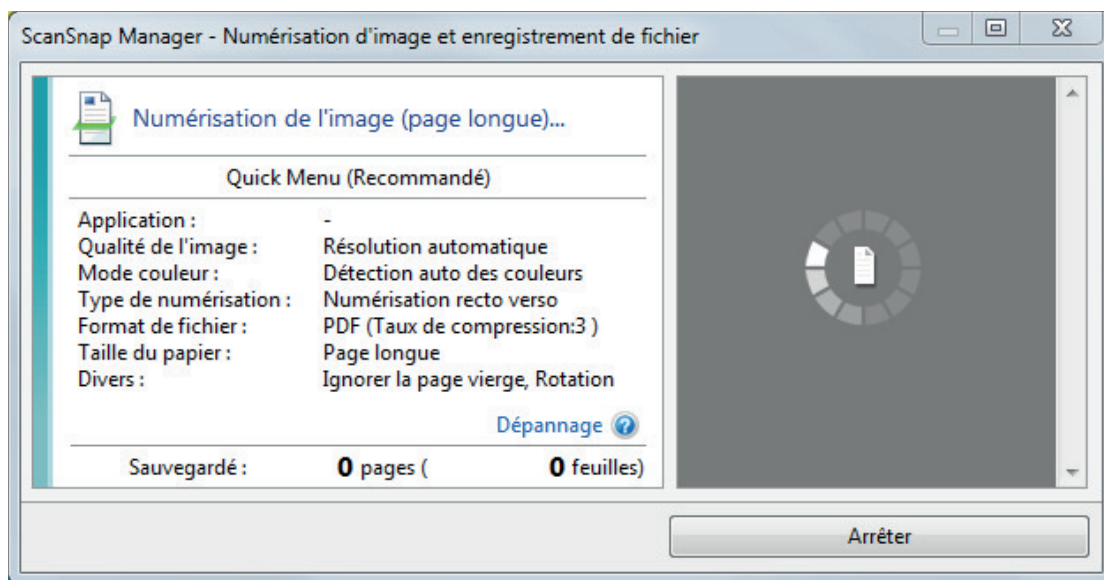 ScanSnap Manager - Numérisation d'image et enregistrement de fichier
Numérisation de l'image (page longue)...
Quick Menu (Recommandé)
Application : -
Qualité de l'image : Résolution automatique
Mode couleur : Détection auto des couleurs
Type de numérisation : Numérisation recto verso
Format de fichier : PDF (Taux de compression:3 )
Taille du papier : Page longue
Divers : Ignorer la page vierge, Rotation
Dépannage ?
Sauvegardé : 0 pages ( 0 feuilles)
Arrêter